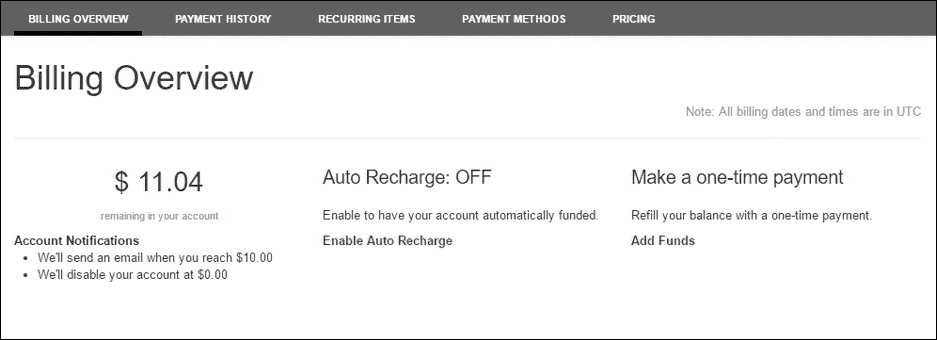 BILLING OVERVIEW PAYMENT HISTORY RECURRING ITEMS PAYMENT METHODS PRICING
Billing Overview
Note: All billing dates and times are in UTC
$ 11.04
remaining in your account
Account Notifications
• We'll send an email when you reach $10.00
• We'll disable your account at $0.00
Auto Recharge: OFF
Enable to have your account automatically funded.
Enable Auto Recharge
Make a one-time payment
Refill your balance with a one-time payment.
Add Funds